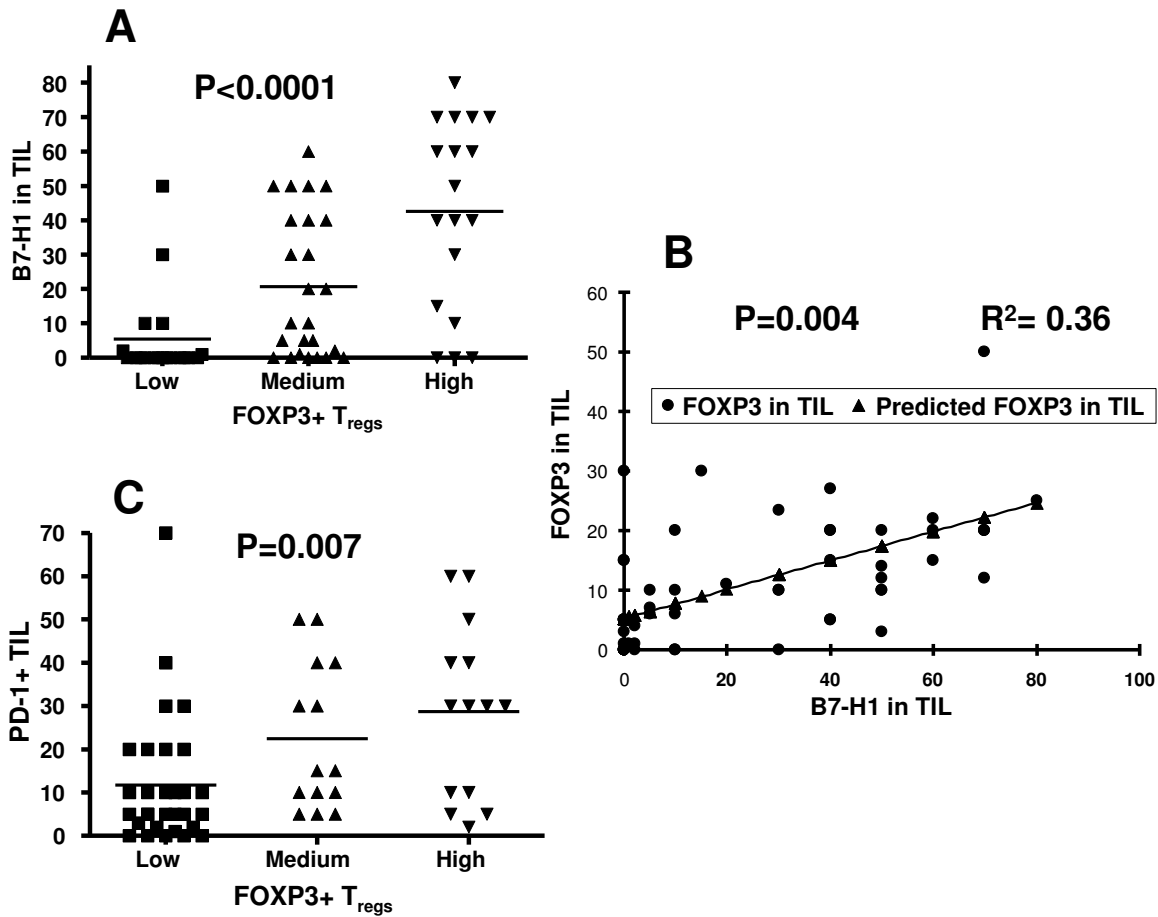 A
P<0.0001
B7-H1 in TIL
80
70
60
50
40
30
20
10
0
Low Medium High
FOXP3+ Tregs
B
P=0.004 R²= 0.36
FOXP3 in TIL
60
50
40
30
20
10
0
FOXP3 in TIL Predicted FOXP3 in TIL
0 20 40 60 80 100
B7-H1 in TIL
C
P=0.007
PD-1+ TIL
70
60
50
40
30
20
10
0
Low Medium High
FOXP3+ Tregs